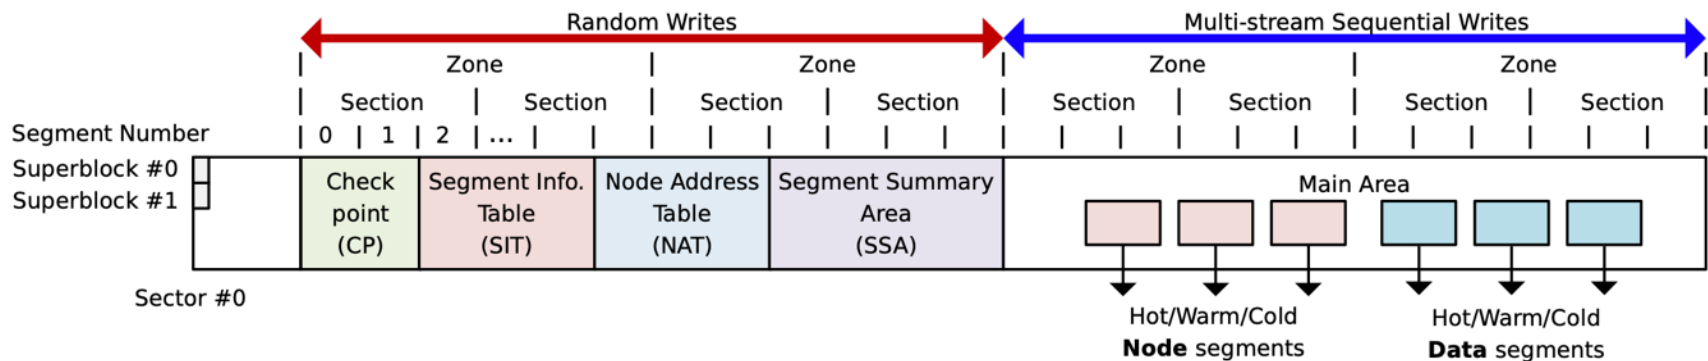 Random Writes
Multi-stream Sequential Writes
Zone
Zone
Zone
Zone
Section
Section
Section
Section
Section
Section
Section
Section
Segment Number
0
1
2
...
Superblock #0
Superblock #1
Check
point
(CP)
Segment Info.
Table
(SIT)
Node Address
Table
(NAT)
Segment Summary
Area
(SSA)
Main Area
Sector #0
Hot/Warm/Cold
Node segments
Hot/Warm/Cold
Data segments